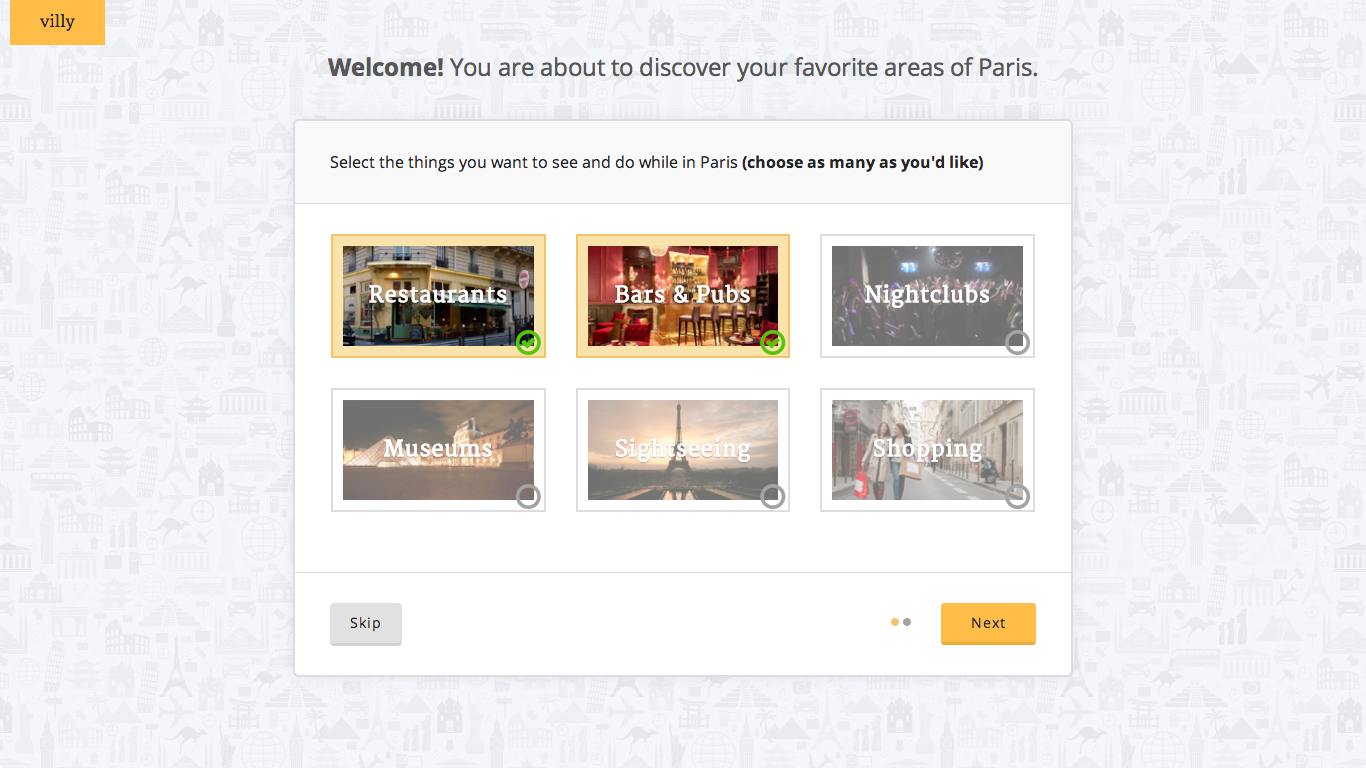 villy
Welcome! You are about to discover your favorite areas of Paris.
Select the things you want to see and do while in Paris (choose as many as you'd like)
Restaurants
Bars & Pubs
Nightclubs
Museums
Sightseeing
Shopping
Skip
Next